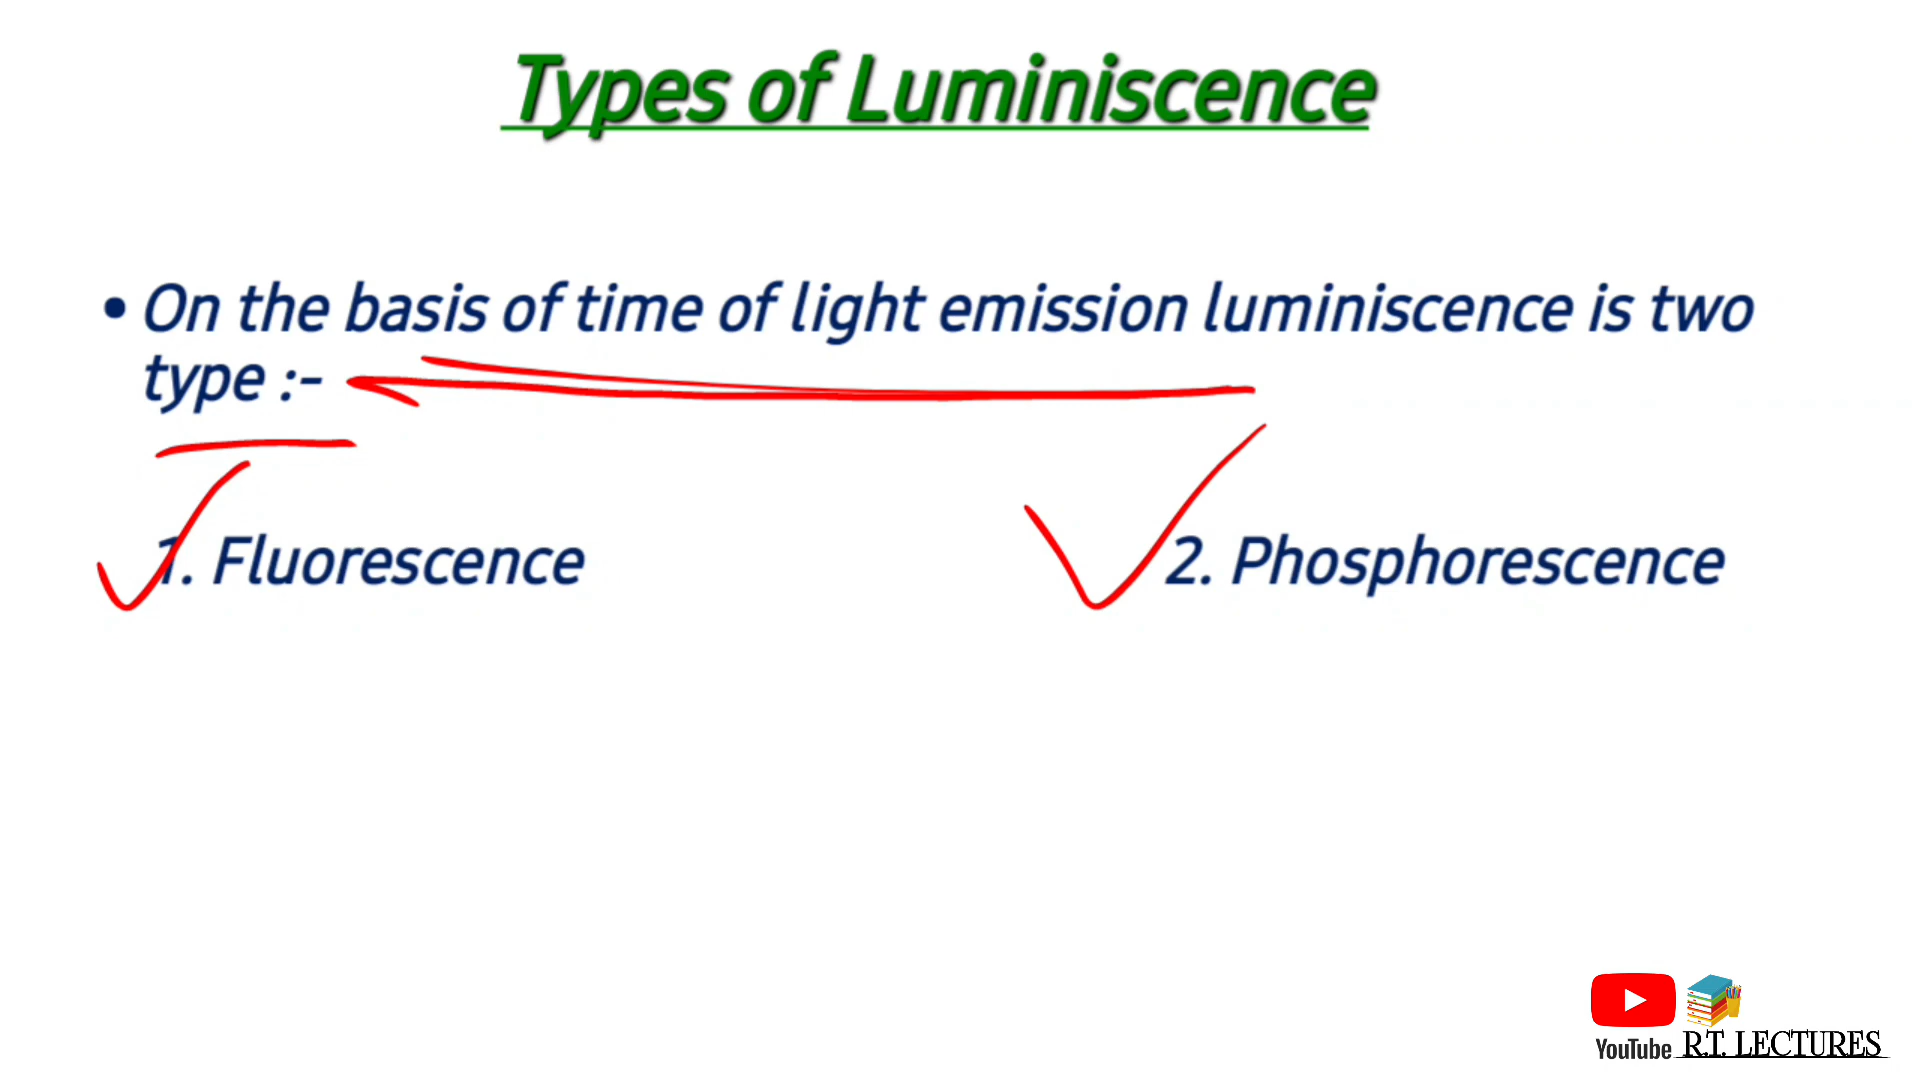 Types of Luminiscence
• On the basis of time of light emission luminiscence is two
type :-
1. Fluorescence 2. Phosphorescence
YouTube R.T. LECTURES